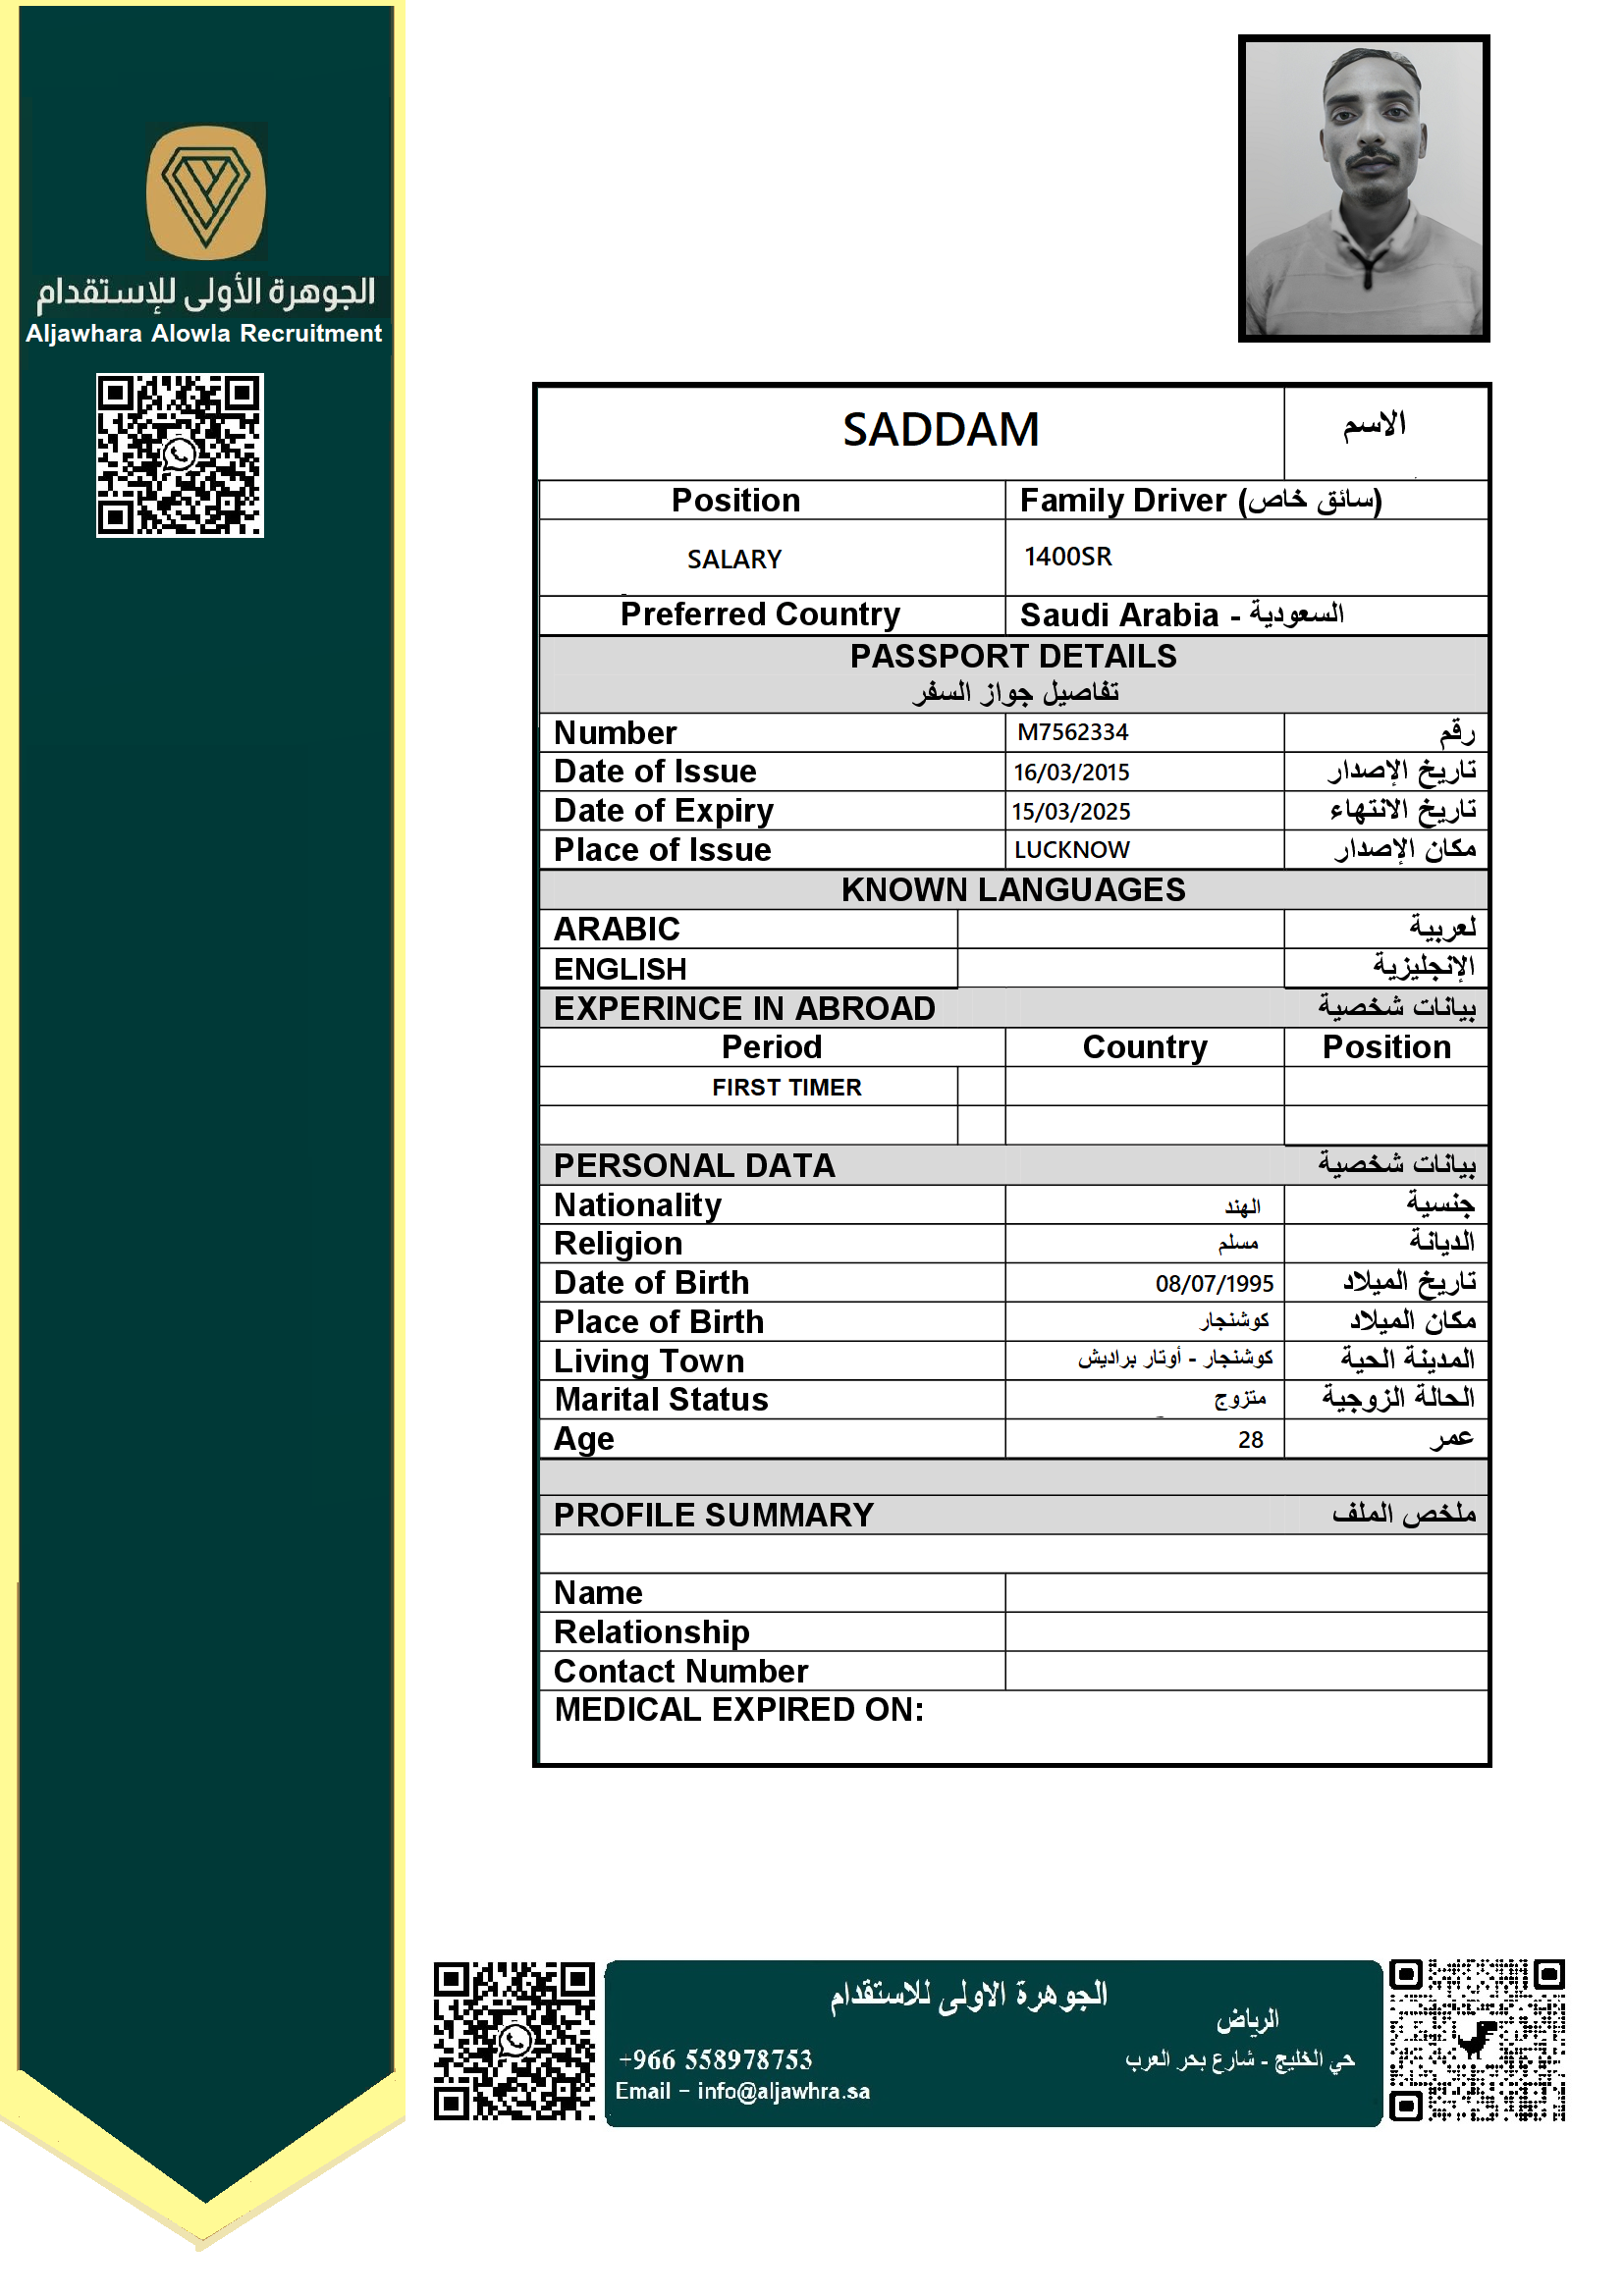 الجوهرة الأولى للإستقدام
Aljawhara Alowla Recruitment
SADDAM الاسم
Position Family Driver (سائق خاص)
SALARY 1400SR
Preferred Country Saudi Arabia - السعودية
PASSPORT DETAILS
تفاصيل جواز السفر
Number M7562334 رقم
Date of Issue 16/03/2015 تاريخ الإصدار
Date of Expiry 15/03/2025 تاريخ الانتهاء
Place of Issue LUCKNOW مكان الإصدار
KNOWN LANGUAGES
ARABIC لعربية
ENGLISH الإنجليزية
EXPERINCE IN ABROAD بيانات شخصية
Period Country Position
FIRST TIMER
PERSONAL DATA بيانات شخصية
Nationality الهند جنسية
Religion مسلم الديانة
Date of Birth 08/07/1995 تاريخ الميلاد
Place of Birth كوشنجار مكان الميلاد
Living Town كوشنجار - أوتار براديش المدينة الحية
Marital Status متزوج الحالة الزوجية
Age 28 عمر
PROFILE SUMMARY ملخص الملف
Name
Relationship
Contact Number
MEDICAL EXPIRED ON:
الجوهرة الاولى للاستقدام
الرياض
+966 558978753 حي الخليج - شارع بحر العرب
Email - info@aljawhra.sa